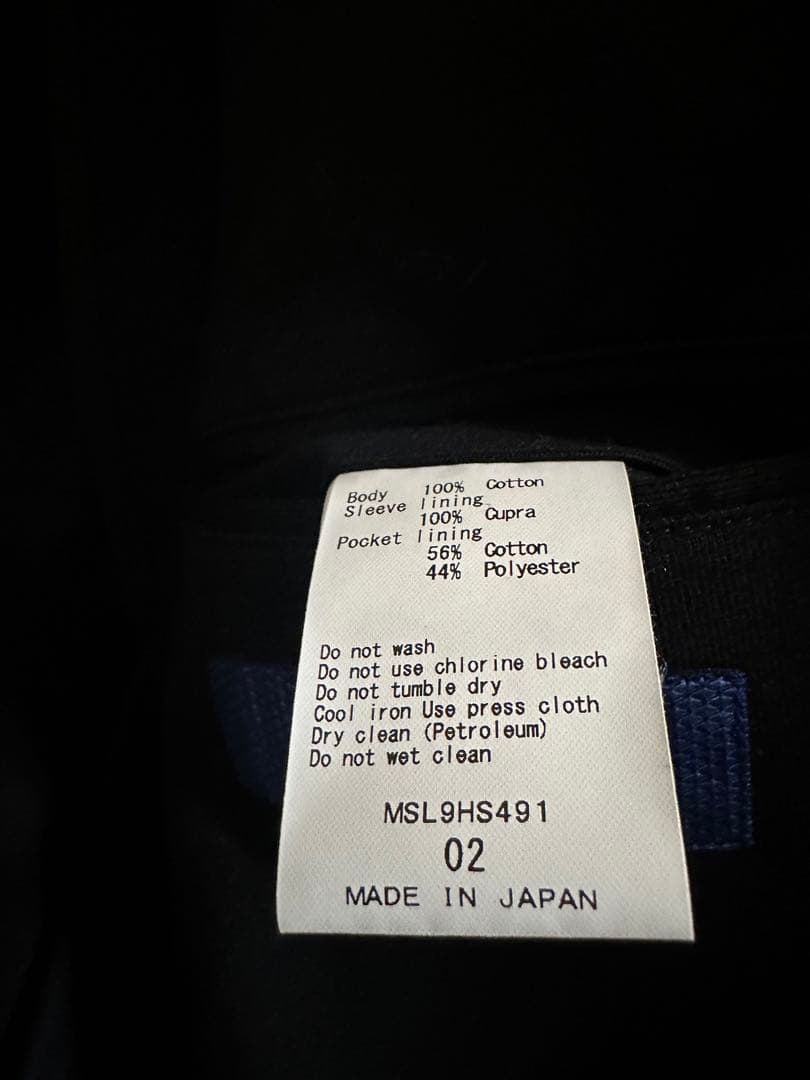 Body 100% Cotton
Sleeve lining
100% Cupra
Pocket lining
56% Cotton
44% Polyester
Do not wash
Do not use chlorine bleach
Do not tumble dry
Cool iron Use press cloth
Dry clean (Petroleum)
Do not wet clean
MSL9HS491
02
MADE IN JAPAN